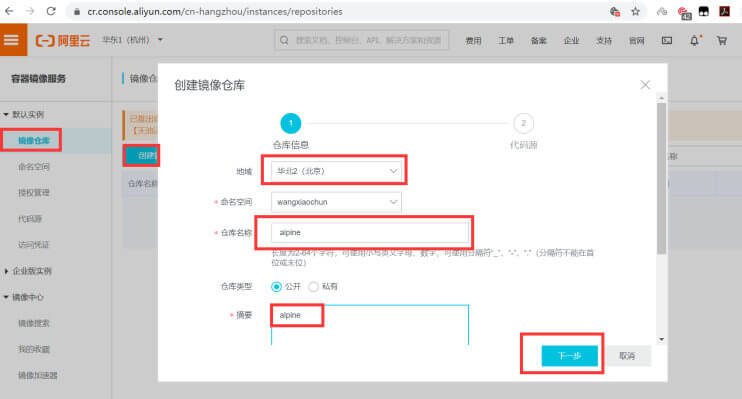 cr.console.aliyun.com/cn-hangzhou/instances/repositories
42
阿里云
华东1（杭州）
搜索文档、控制台、API、解决方案和资源
费用
工单
备案
企业
支持
官网
容器镜像服务
默认实例
镜像仓库
命名空间
授权管理
代码源
访问凭证
企业版实例
镜像中心
镜像搜索
我的收藏
镜像加速器
镜像仓
创建镜像仓库
1
2
仓库信息
代码源
地域
华北2（北京）
* 命名空间
wangxiaochun
* 仓库名称
alpine
长度为2-64个字符，可使用小写英文字母、数字，可使用分隔符"_"、"-"、"."（分隔符不能在首
位或末位）
仓库类型
公开
私有
* 摘要
alpine
下一步
取消
仓库名称
名称